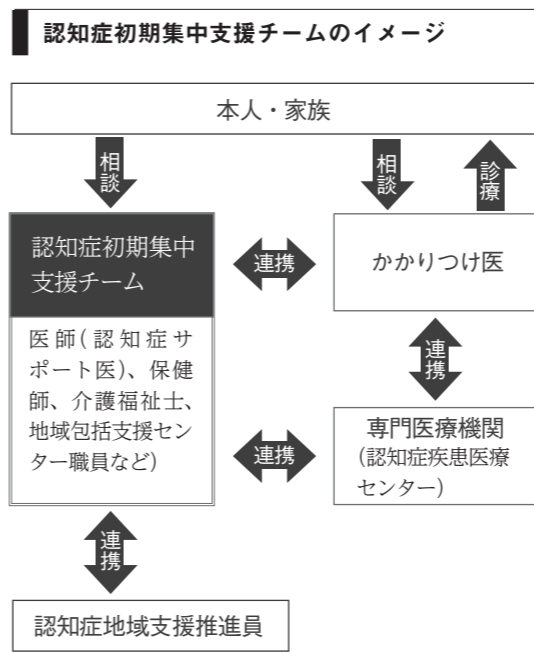 認知症初期集中支援チームのイメージ
本人・家族
相談
相談
診療
認知症初期集中
支援チーム
連携
かかりつけ医
医師(認知症サ
ポート医)、保健
師、介護福祉士、
地域包括支援セン
ター職員など)
連携
連携
専門医療機関
(認知症疾患医療
センター)
連携
認知症地域支援推進員